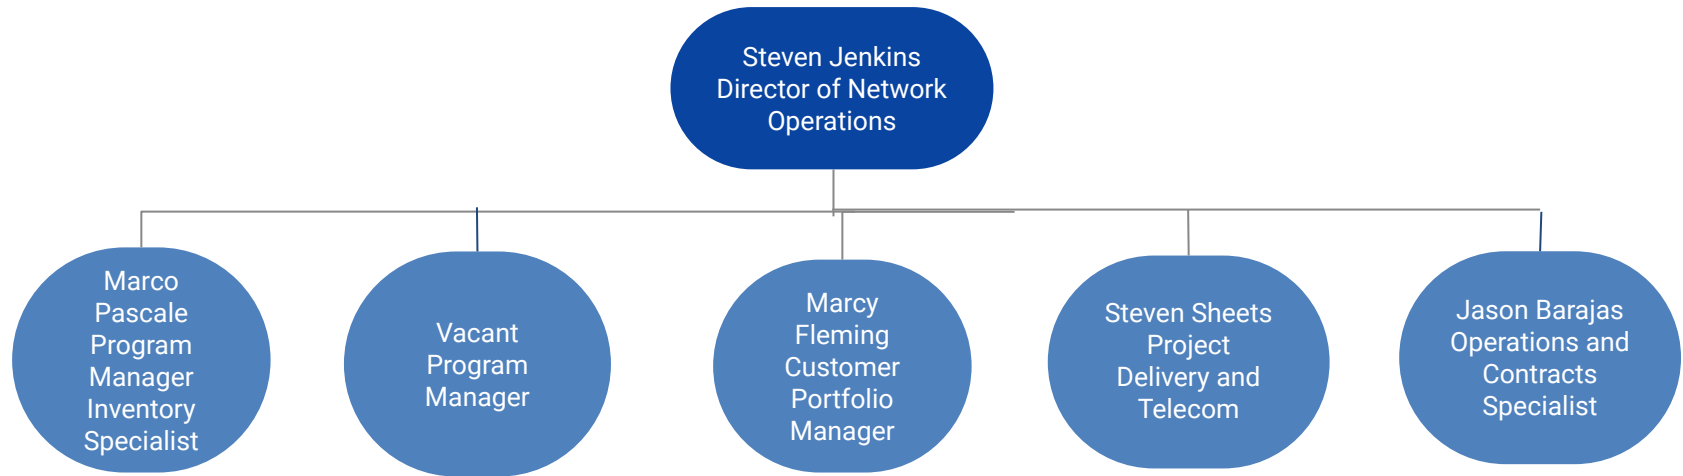 Steven Jenkins
Director of Network
Operations
Marco
Pascale
Program
Manager
Inventory
Specialist
Vacant
Program
Manager
Marcy
Fleming
Customer
Portfolio
Manager
Steven Sheets
Project
Delivery and
Telecom
Jason Barajas
Operations and
Contracts
Specialist